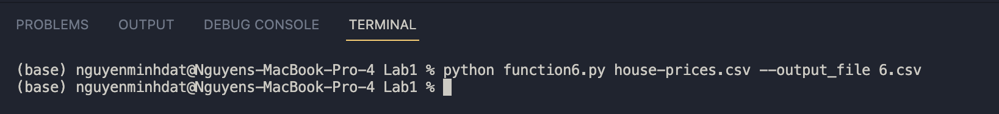 PROBLEMS OUTPUT DEBUG CONSOLE TERMINAL
(base) nguyenminhdat@Nguyens-MacBook-Pro-4 Lab1 % python function6.py house-prices.csv --output_file 6.csv
(base) nguyenminhdat@Nguyens-MacBook-Pro-4 Lab1 %